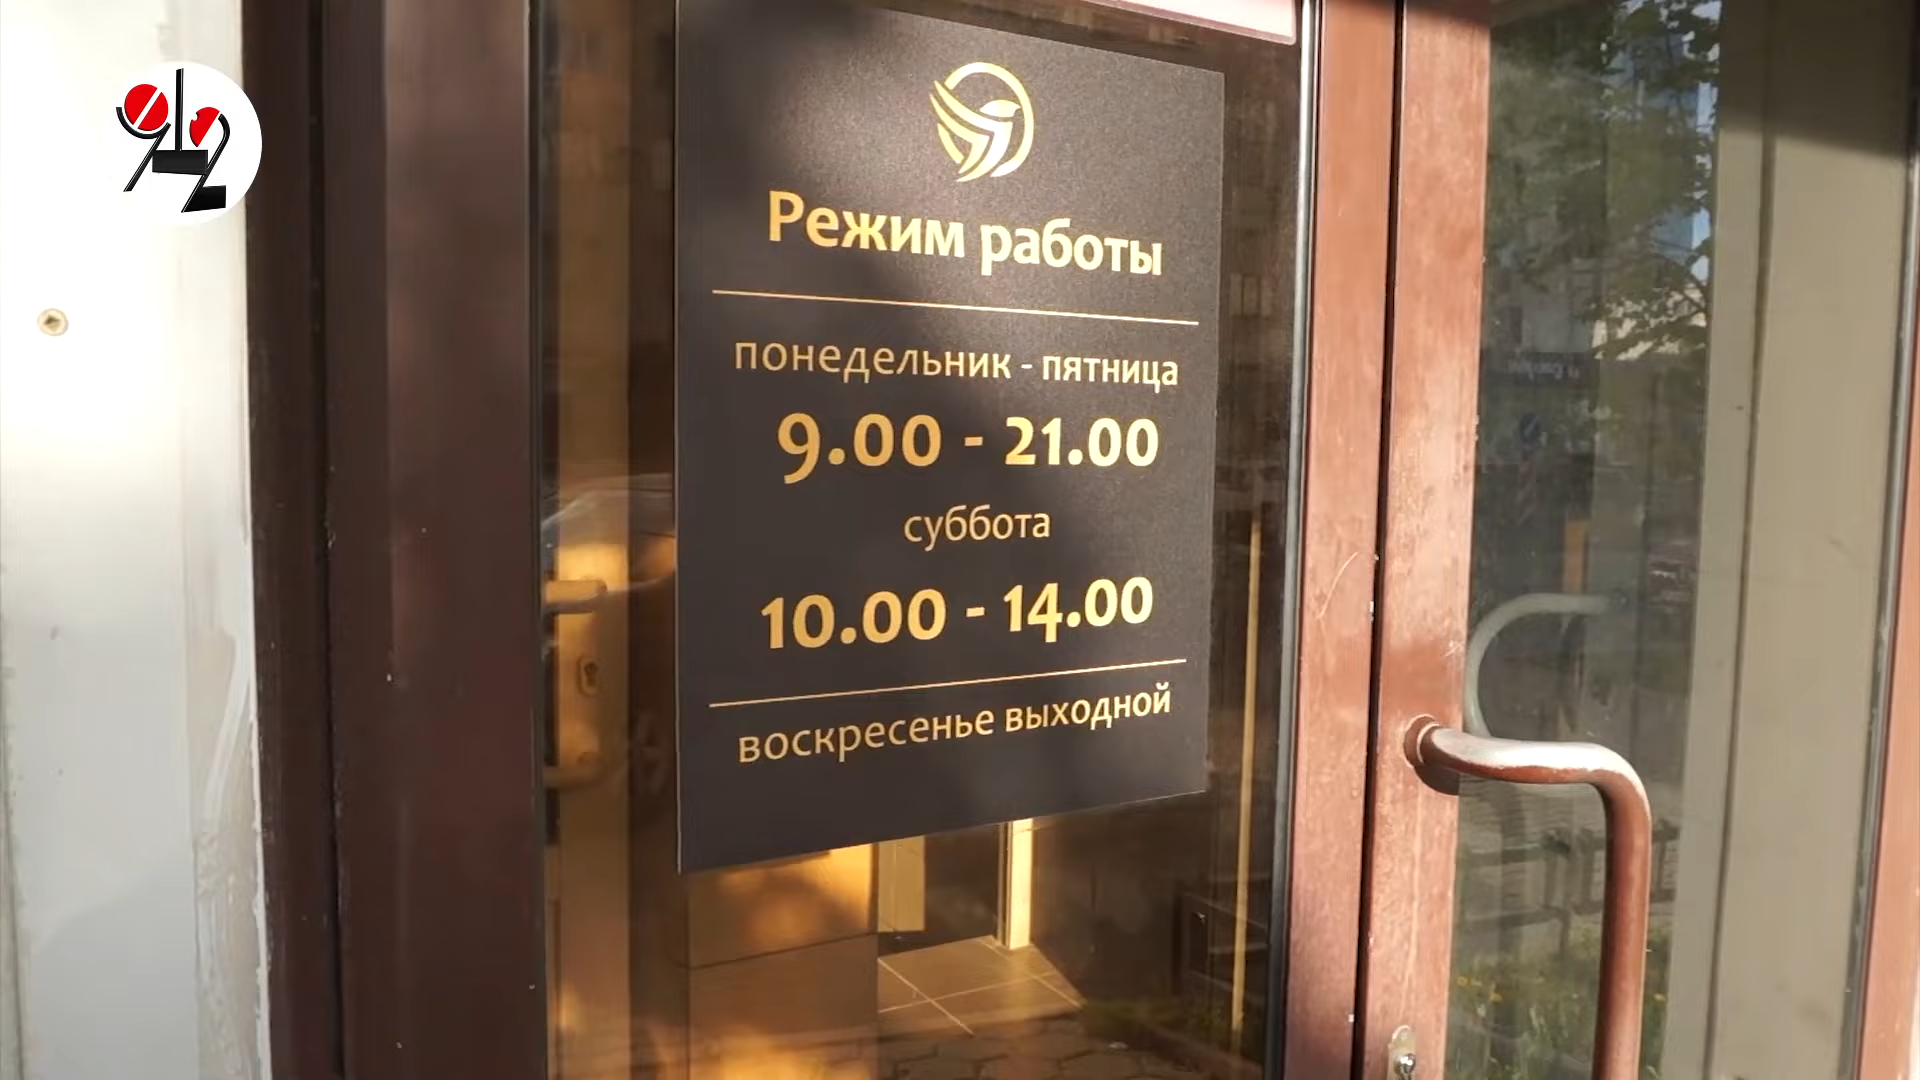 Режим работы
понедельник - пятница
9.00 - 21.00
суббота
10.00 - 14.00
воскресенье выходной